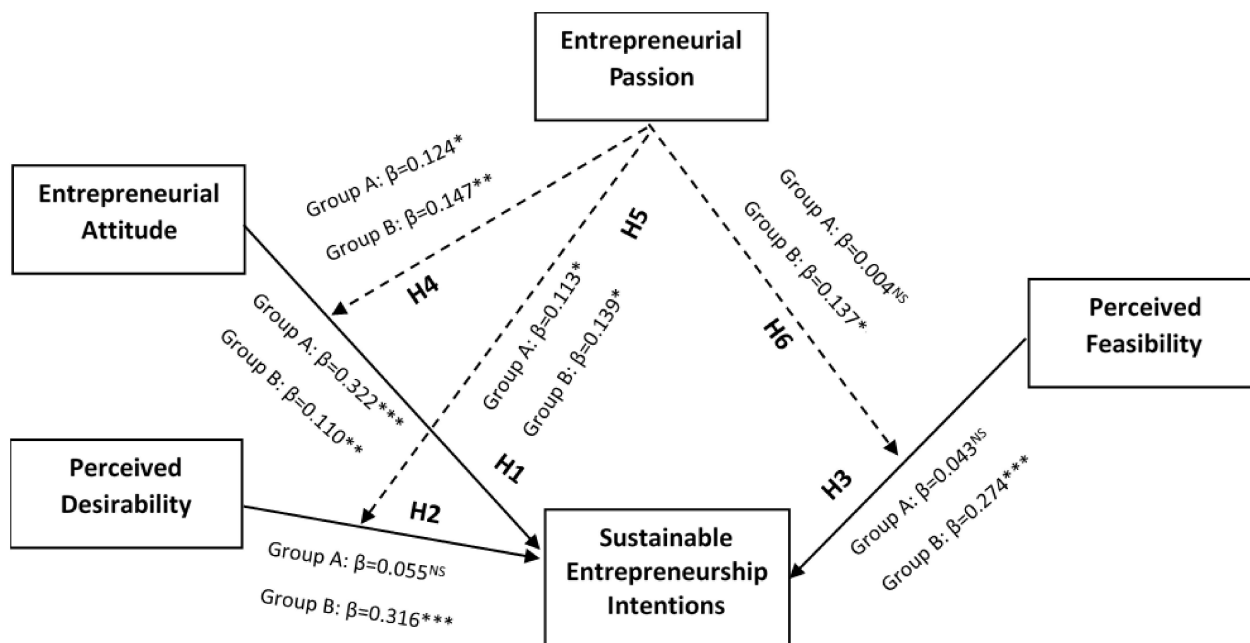 Entrepreneurial
Passion
Entrepreneurial
Attitude
Group A: β=0.124*
Group B: β=0.147**
H4
H5
Group A: β=0.113*
Group B: β=0.139*
Group A: β=0.004ᴺˢ
Group B: β=0.137*
H6
Perceived
Feasibility
Group A: β=0.322***
Group B: β=0.110**
H1
Perceived
Desirability
H2
Group A: β=0.055ᴺˢ
Group B: β=0.316***
Sustainable
Entrepreneurship
Intentions
H3
Group A: β=0.043ᴺˢ
Group B: β=0.274***